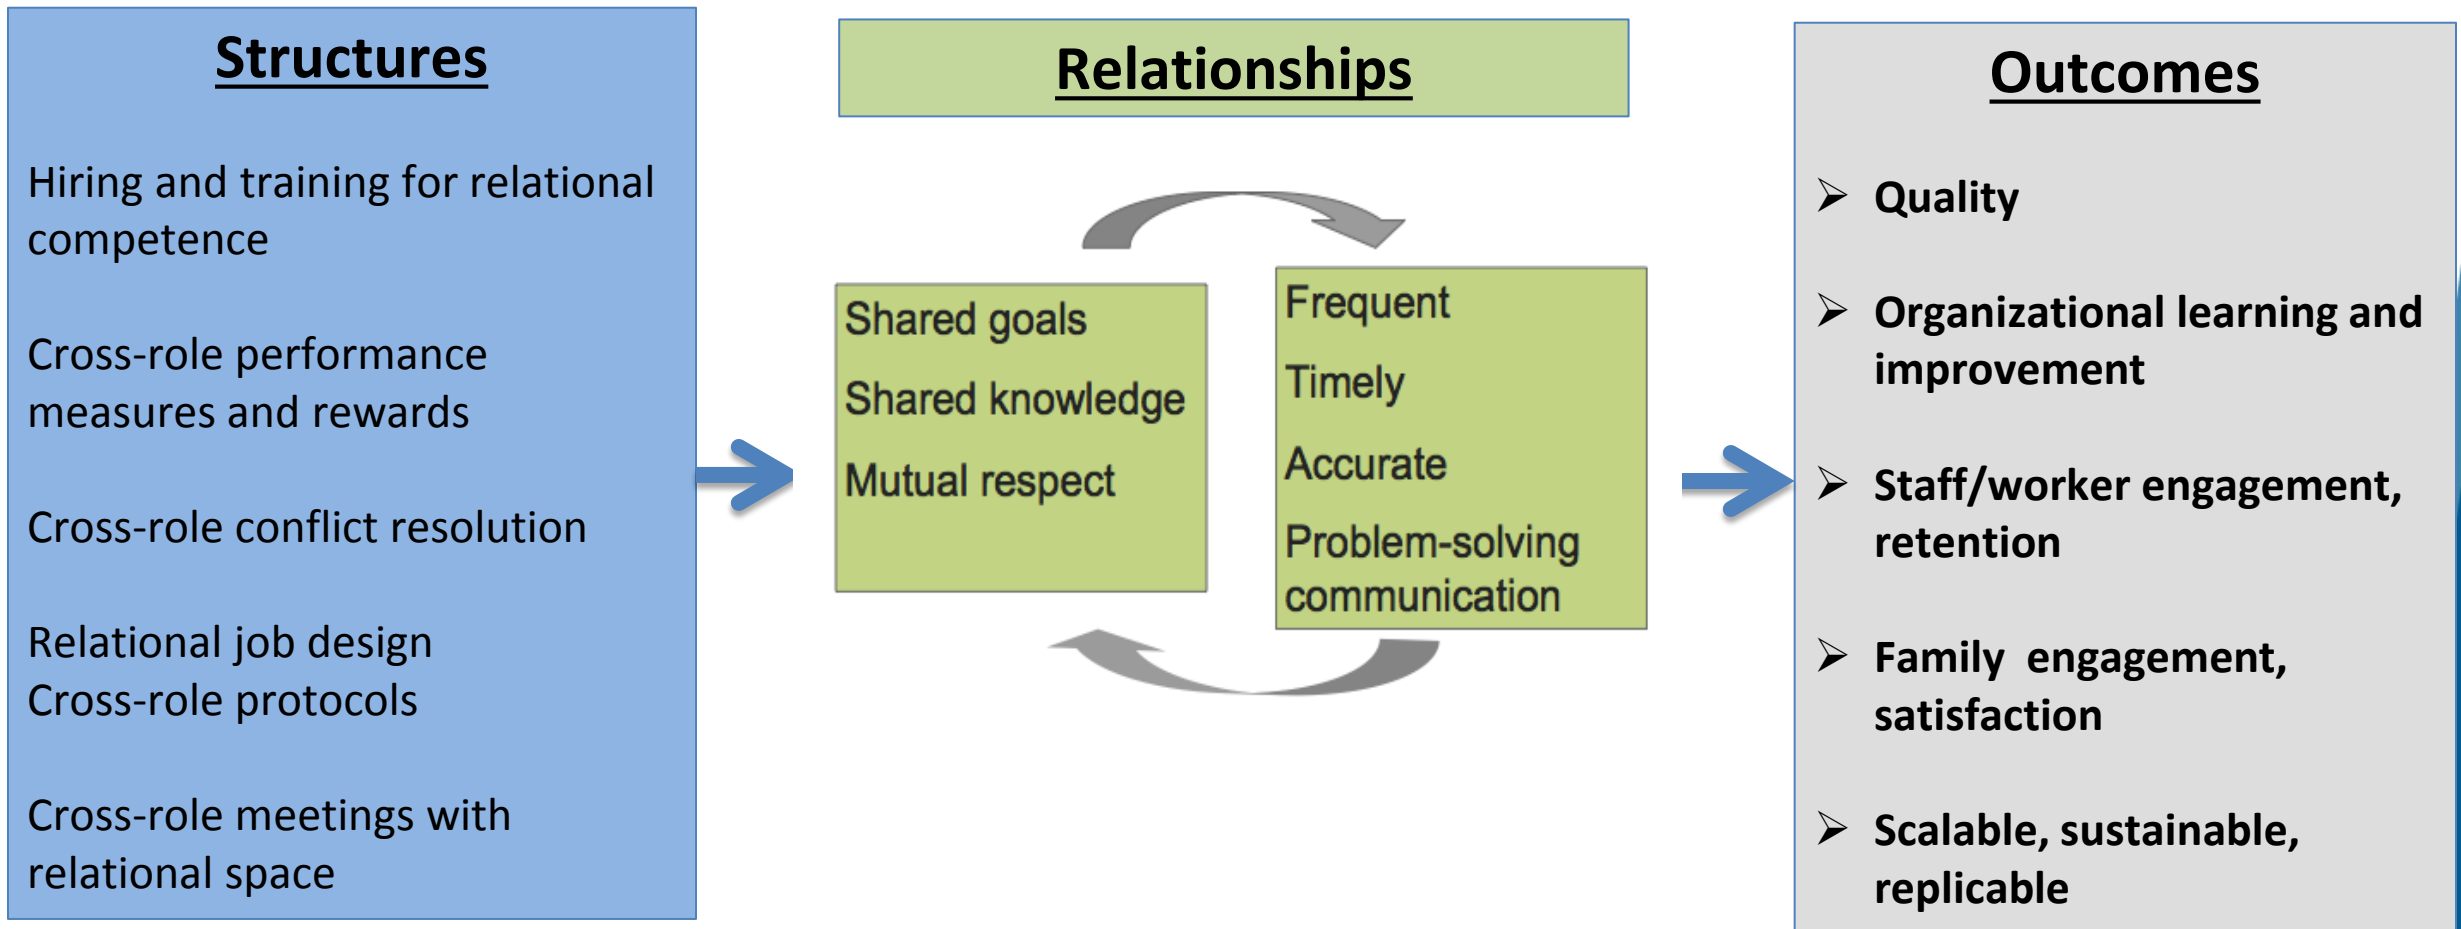 Structures
Hiring and training for relational
competence
Cross-role performance
measures and rewards
Cross-role conflict resolution
Relational job design
Cross-role protocols
Cross-role meetings with
relational space
Relationships
Shared goals
Shared knowledge
Mutual respect
Frequent
Timely
Accurate
Problem-solving
communication
Outcomes
➢ Quality
➢ Organizational learning and
improvement
➢ Staff/worker engagement,
retention
➢ Family  engagement,
satisfaction
➢ Scalable, sustainable,
replicable